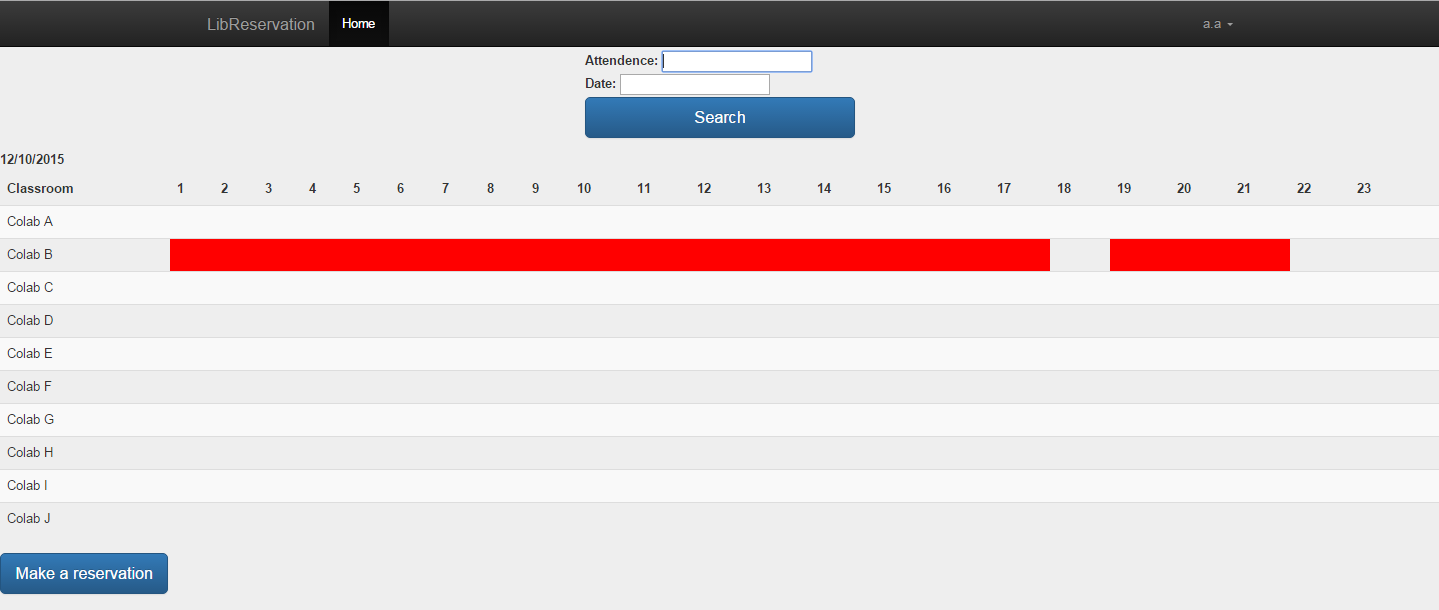 LibReservation Home a.a
Attendence:
Date:
Search
12/10/2015
Classroom 1 2 3 4 5 6 7 8 9 10 11 12 13 14 15 16 17 18 19 20 21 22 23
Colab A
Colab B
Colab C
Colab D
Colab E
Colab F
Colab G
Colab H
Colab I
Colab J
Make a reservation